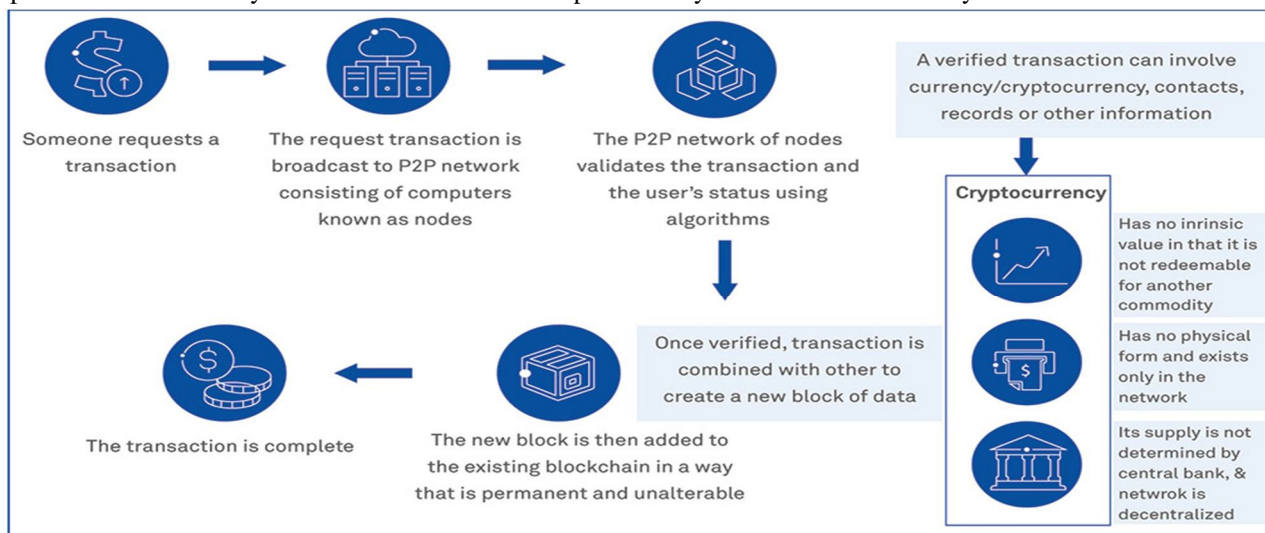 Someone requests a
transaction
The request transaction is
broadcast to P2P network
consisting of computers
known as nodes
The P2P network of nodes
validates the transaction and
the user's status using
algorithms
Once verified, transaction is
combined with other to
create a new block of data
The new block is then added to
the existing blockchain in a way
that is permanent and unalterable
The transaction is complete
A verified transaction can involve
currency/cryptocurrency, contacts,
records or other information
Cryptocurrency
Has no inrinsic
value in that it is
not redeemable
for another
commodity
Has no physical
form and exists
only in the
network
Its supply is not
determined by
central bank, &
netwrok is
decentralized